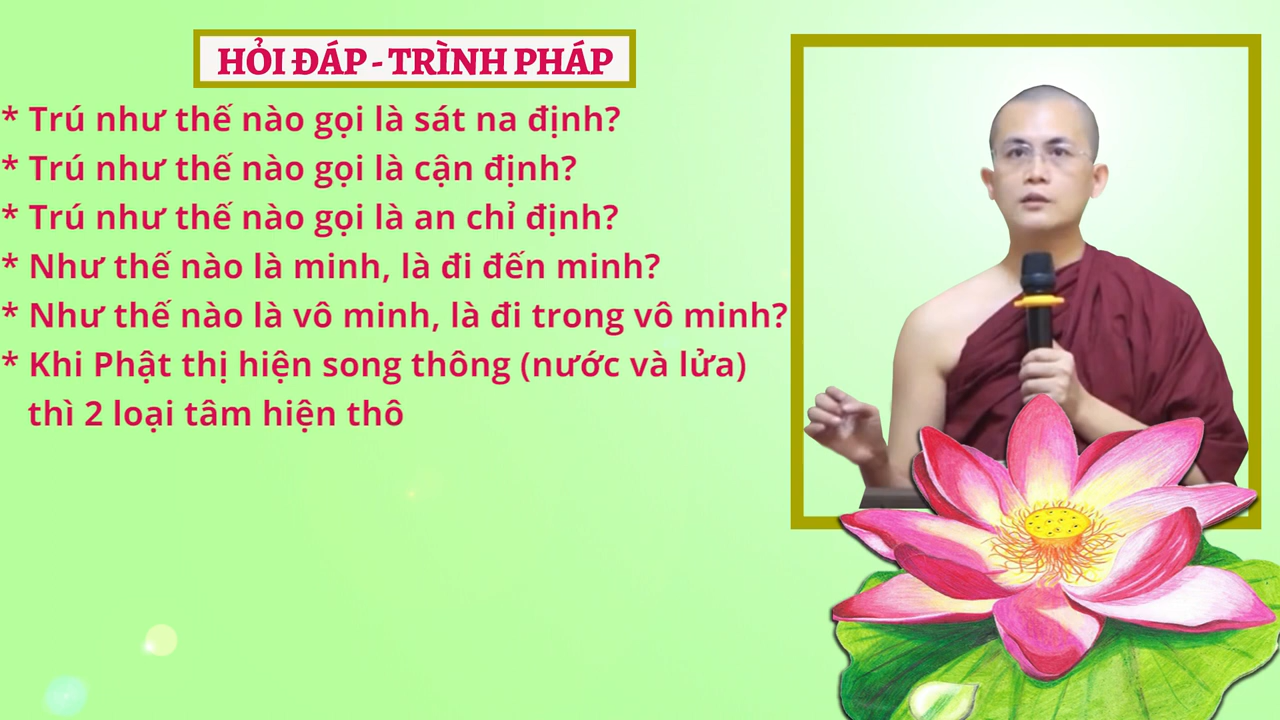 HỎI ĐÁP - TRÌNH PHÁP
* Trú như thế nào gọi là sát na định?
* Trú như thế nào gọi là cận định?
* Trú như thế nào gọi là an chỉ định?
* Như thế nào là minh, là đi đến minh?
* Như thế nào là vô minh, là đi trong vô minh?
* Khi Phật thị hiện song thông (nước và lửa)
thì 2 loại tâm hiện thô